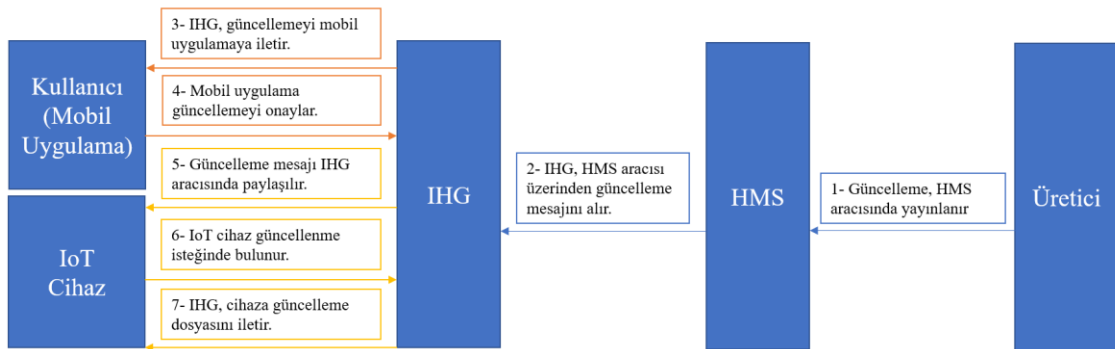 3- IHG, güncellemeyi mobil
uygulamaya iletir.
Kullanıcı
(Mobil
Uygulama)
4- Mobil uygulama
güncellemeyi onaylar.
5- Güncelleme mesajı IHG
aracısında paylaşılır.
IHG
2- IHG, HMS aracısı
üzerinden güncelleme
mesajını alır.
HMS
1- Güncelleme, HMS
aracısında yayınlanır
Üretici
IoT
Cihaz
6- IoT cihaz güncellenme
isteğinde bulunur.
7- IHG, cihaza güncelleme
dosyasını iletir.